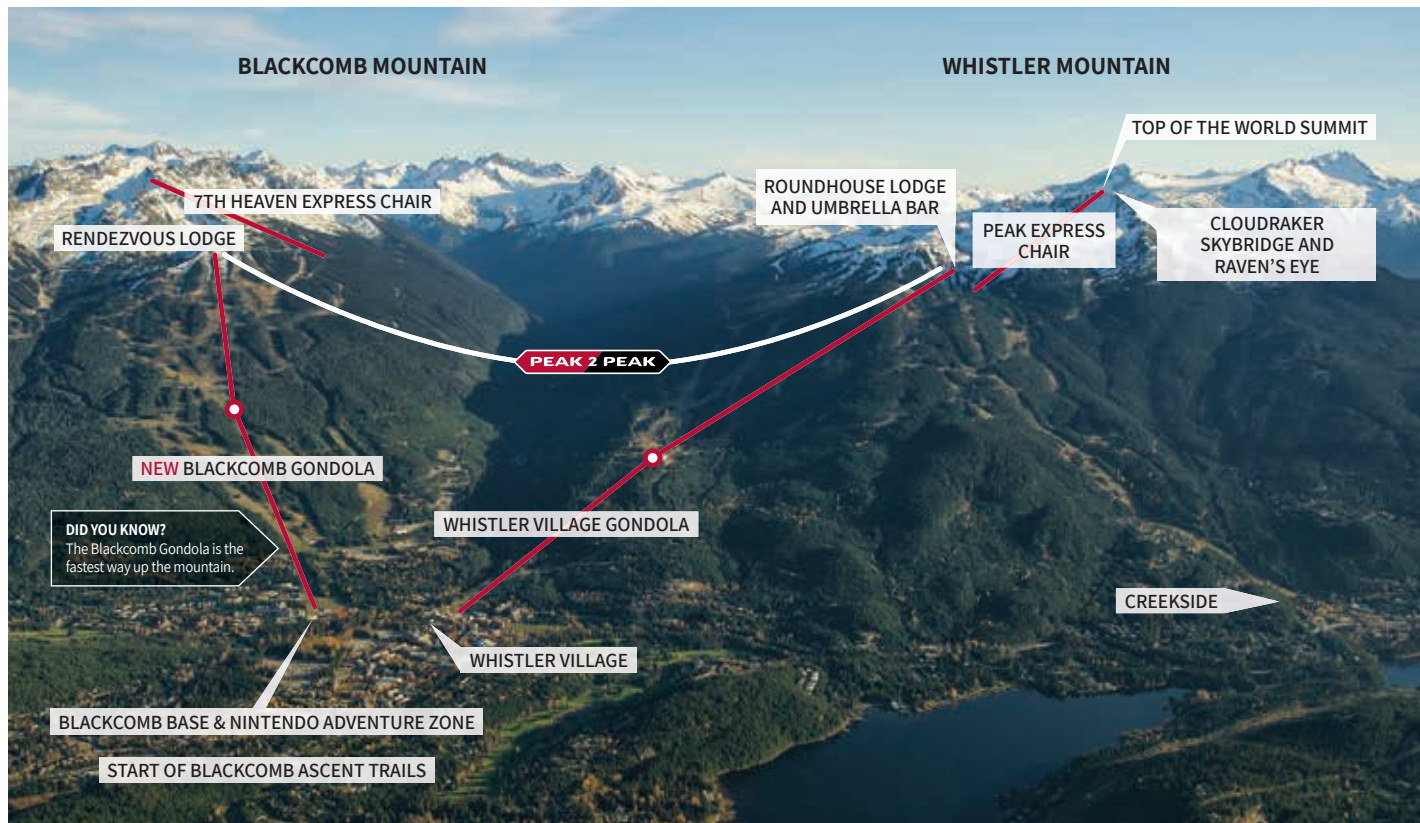 BLACKCOMB MOUNTAIN
WHISTLER MOUNTAIN
TOP OF THE WORLD SUMMIT
7TH HEAVEN EXPRESS CHAIR
ROUNDHOUSE LODGE
AND UMBRELLA BAR
RENDEZVOUS LODGE
PEAK EXPRESS
CHAIR
CLOUDRAKER
SKYBRIDGE AND
RAVEN'S EYE
PEAK 2 PEAK
NEW BLACKCOMB GONDOLA
WHISTLER VILLAGE GONDOLA
DID YOU KNOW?
The Blackcomb Gondola is the
fastest way up the mountain.
CREEKSIDE
WHISTLER VILLAGE
BLACKCOMB BASE & NINTENDO ADVENTURE ZONE
START OF BLACKCOMB ASCENT TRAILS